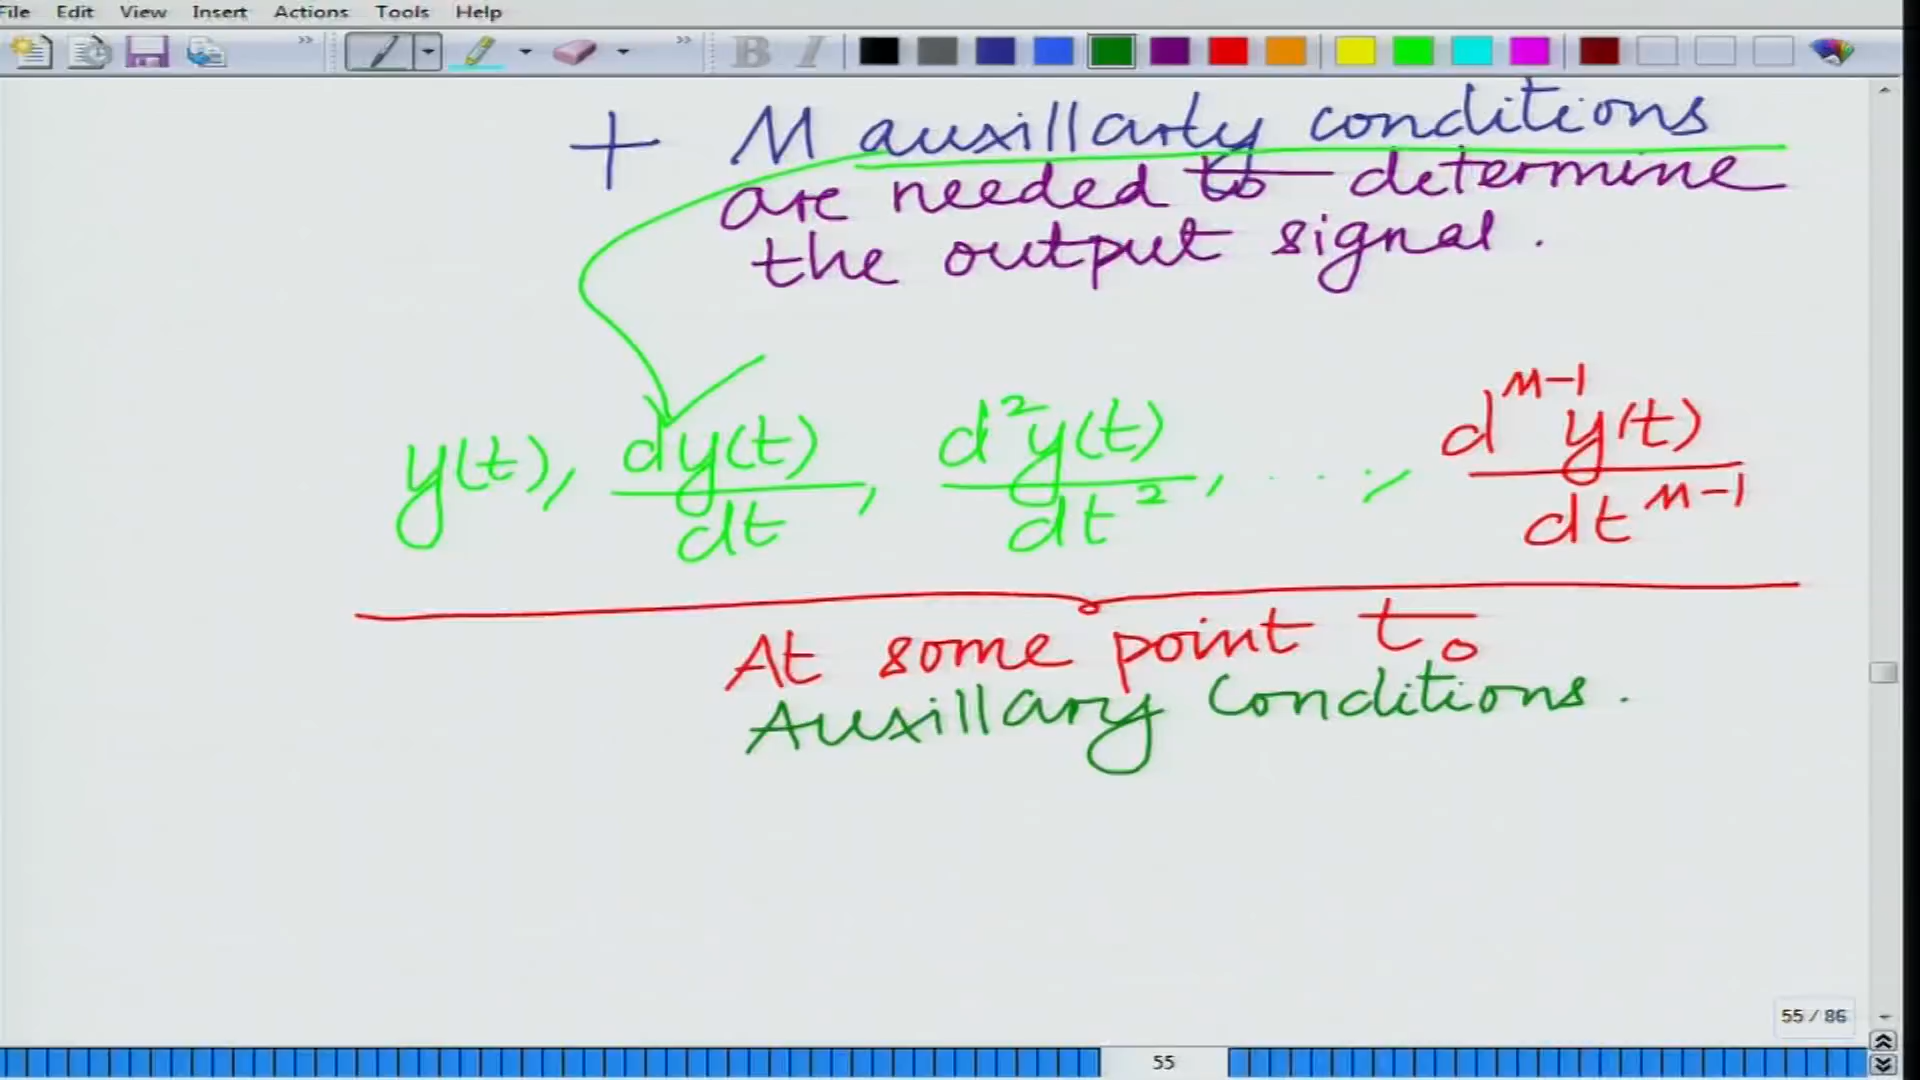 File Edit View Insert Actions Tools Help
B I
+ M auxillarty conditions
are needed to determine
the output signal.
y(t), dy(t)/dt, d²y(t)/dt², ..., d^{M-1}y(t)/dt^{M-1}
At some point t₀
Auxillary Conditions.
55 / 86
55